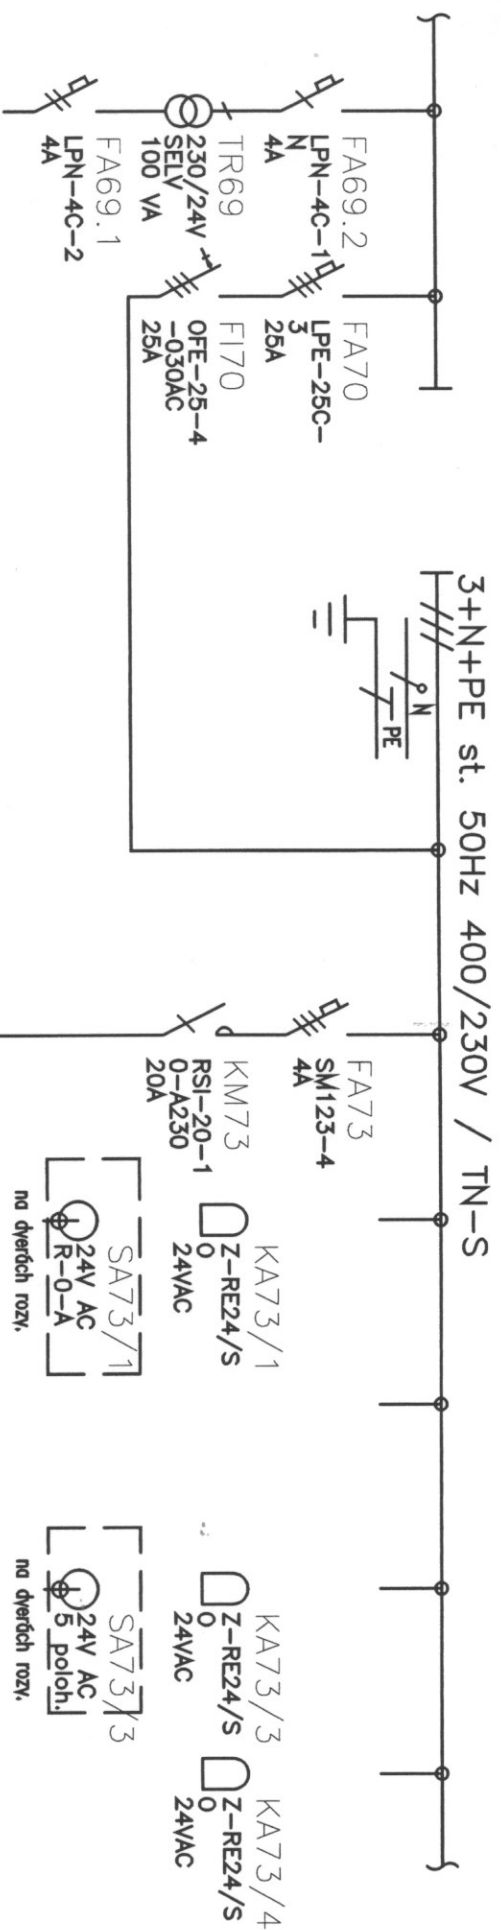 3+N+PE st. 50Hz 400/230V / TN-S
N
PE
FA69.2
LPN-4C-1
N
4A
TR69
230/24V
SELV
100 VA
FA69.1
LPN-4C-2
4A
FA70
LPE-25C-
3
25A
FI70
OFE-25-4
-030AC
25A
FA73
SM123-4
4A
KM73
RSI-20-1
0-A230
20A
KA73/1
Z-RE24/S
O
24VAC
SA73/1
24V AC
R-0-A
na dverách rozv.
KA73/3
Z-RE24/S
O
24VAC
SA73/3
24V AC
5 poloh.
na dverách rozv.
KA73/4
Z-RE24/S
O
24VAC